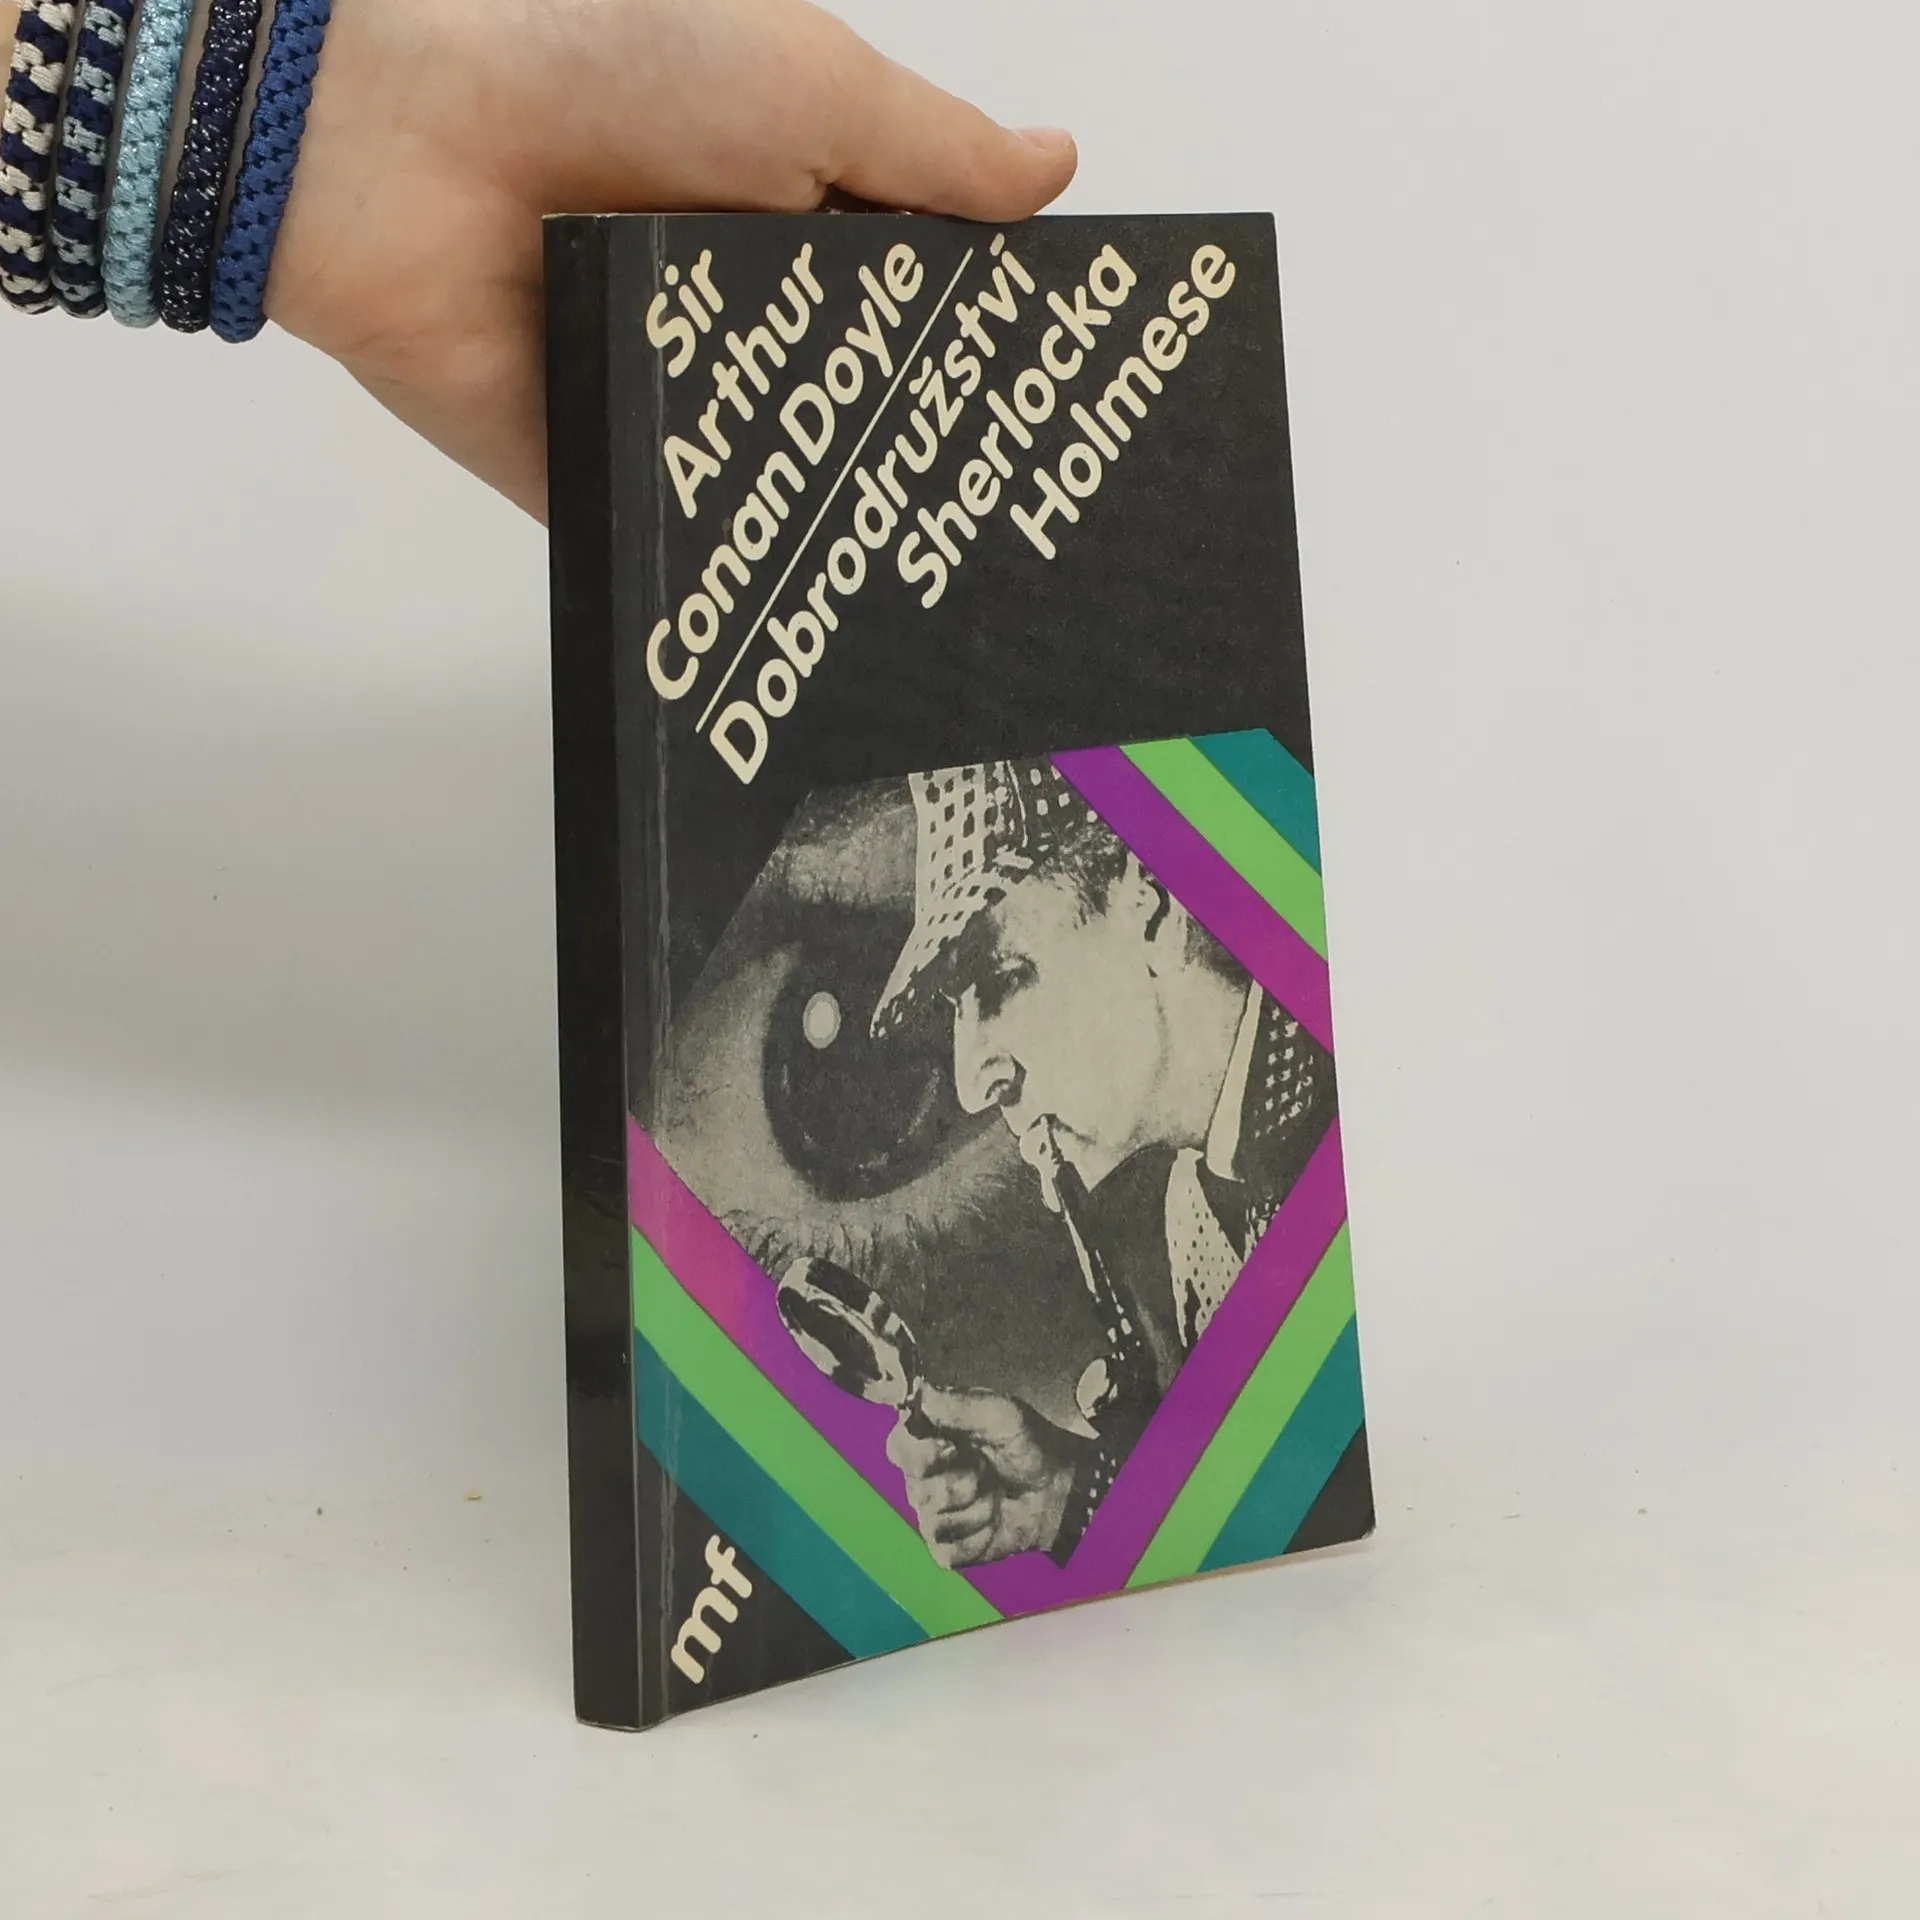 Sir
Arthur
Conan Doyle
Dobrodružství
Sherlocka
Holmese
mf